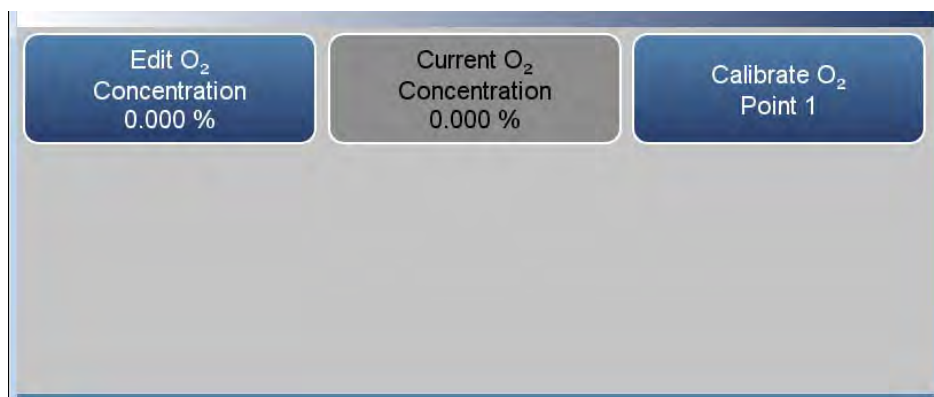 Edit O₂
Concentration
0.000 %
Current O₂
Concentration
0.000 %
Calibrate O₂
Point 1